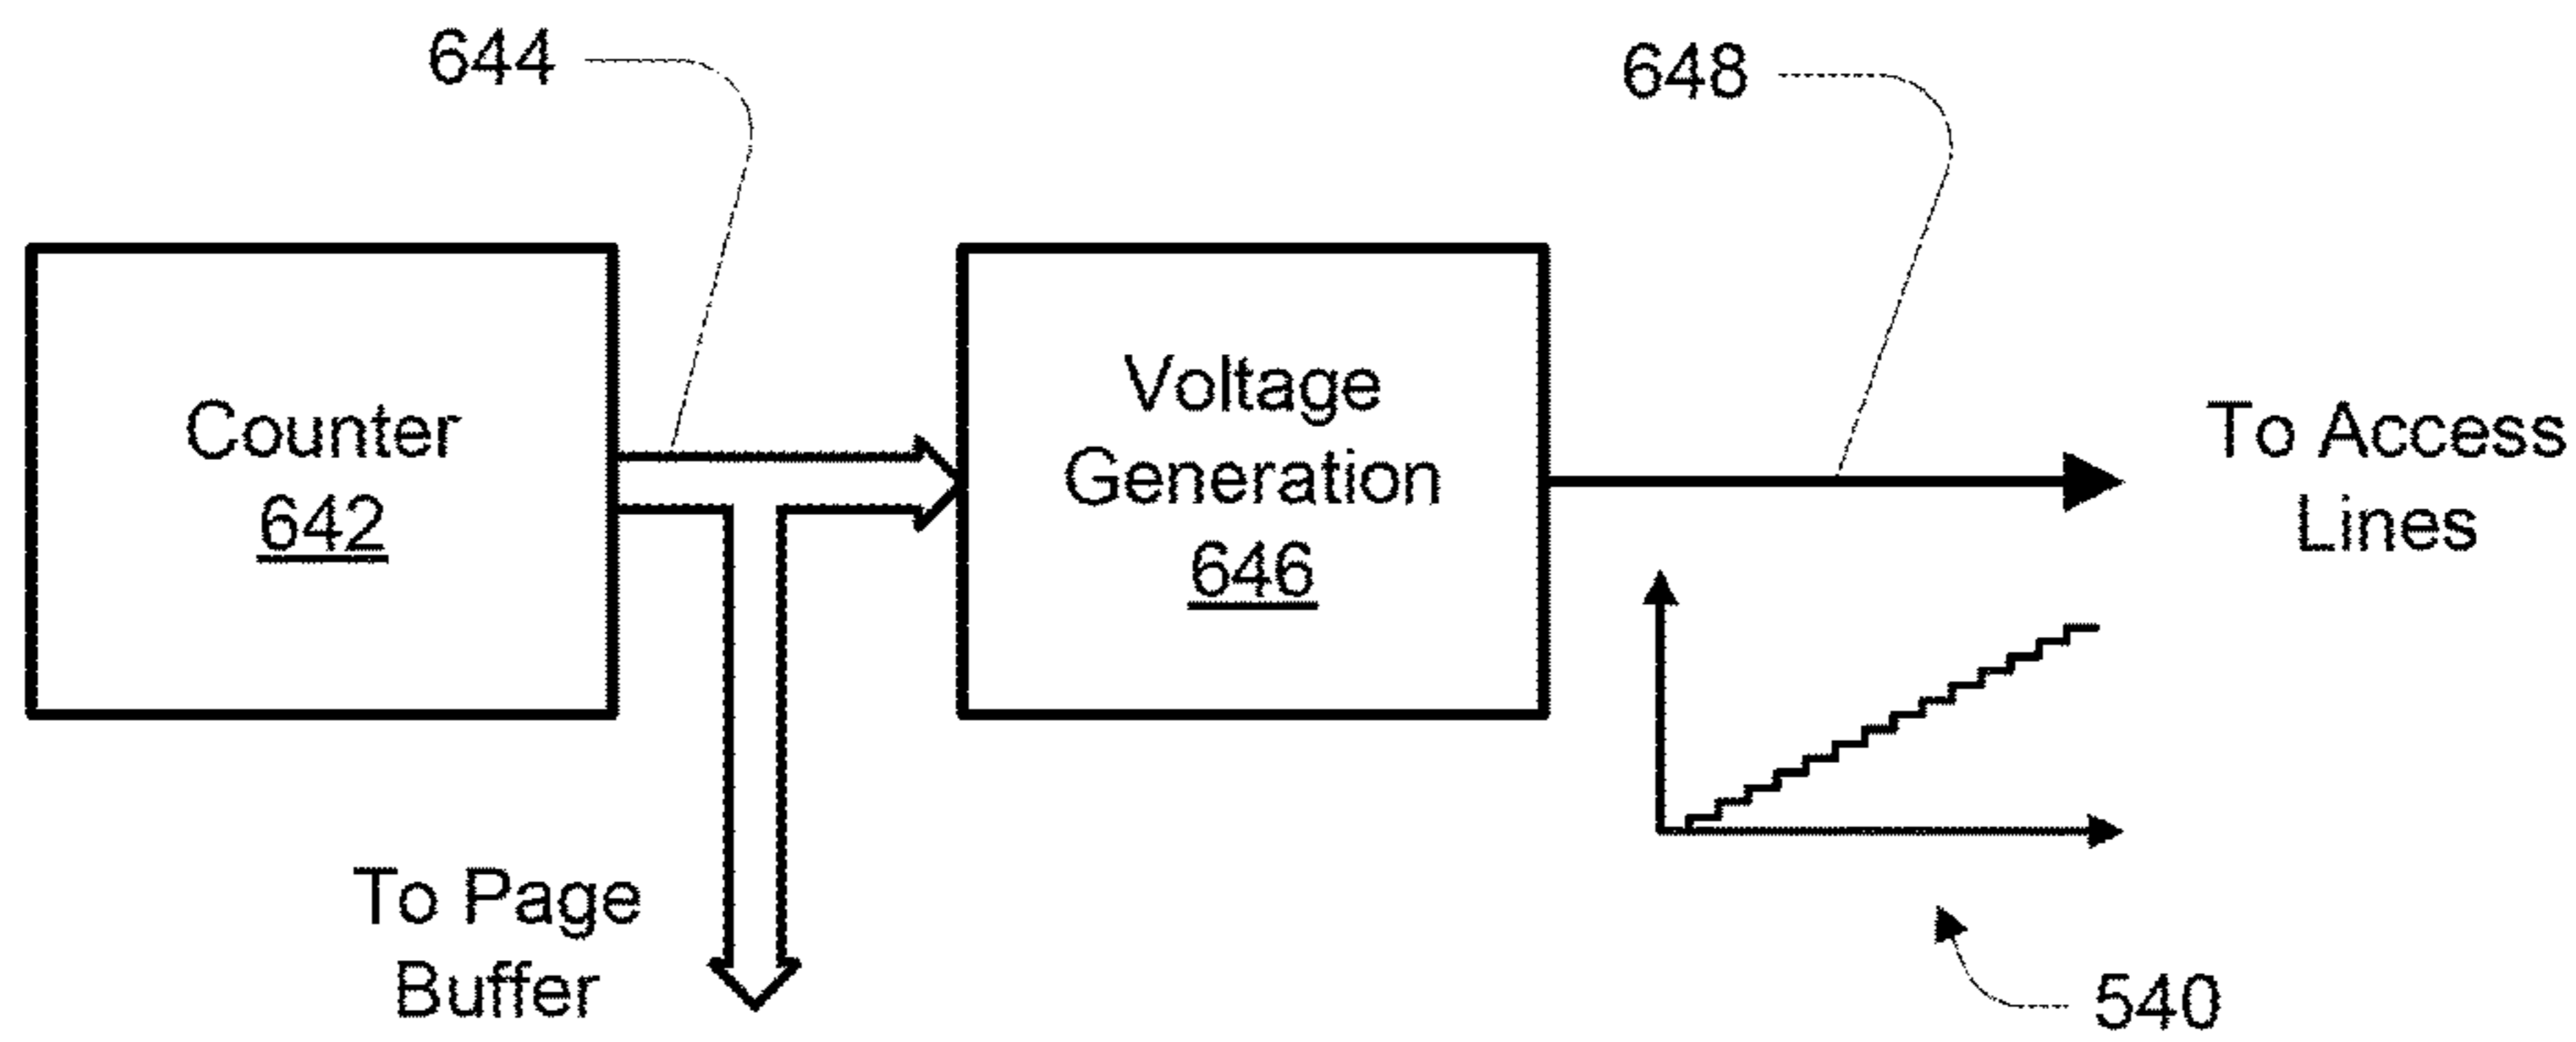 644
648
Counter
642
Voltage
Generation
646
To Access
Lines
To Page
Buffer
540